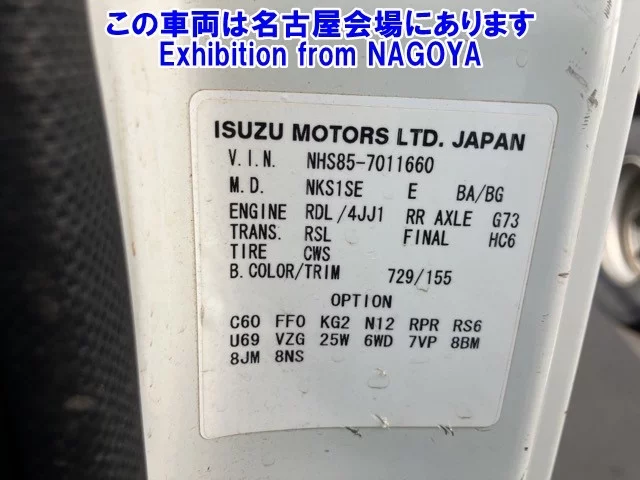 この車両は名古屋会場にあります
Exhibition from NAGOYA
ISUZU MOTORS LTD. JAPAN
V.I.N. NHS85-7011660
M.D. NKS1SE E BA/BG
ENGINE RDL/4JJ1 RR AXLE G73
TRANS. RSL FINAL HC6
TIRE CWS
B.COLOR/TRIM 729/155
OPTION
C60 FF0 KG2 N12 RPR RS6
U69 VZG 25W 6WD 7VP 8BM
8JM 8NS